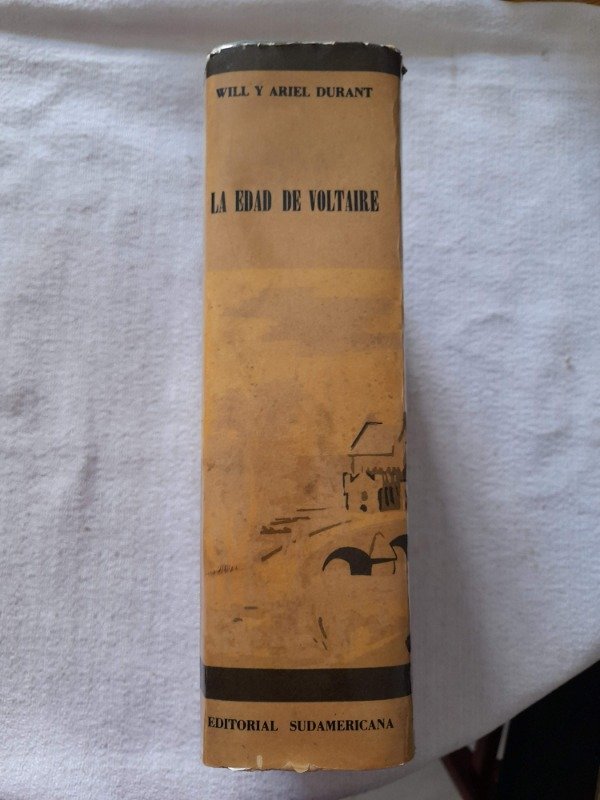 WILL Y ARIEL DURANT
LA EDAD DE VOLTAIRE
EDITORIAL SUDAMERICANA